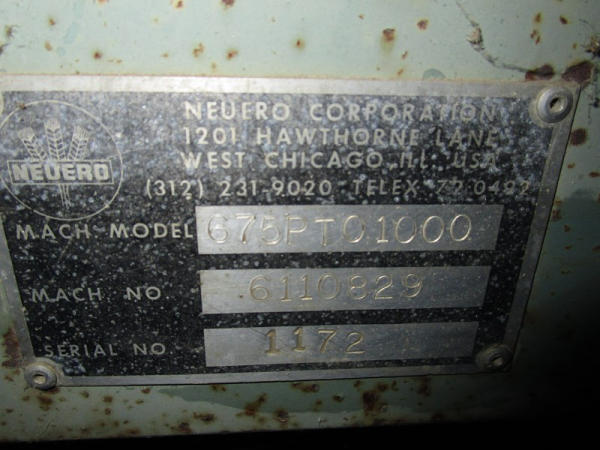 NEUERO CORPORATION
1201 HAWTHORNE LANE
WEST CHICAGO ILL. USA
NEUERO
(312) 231-9020 TELEX 72.0492
MACH. MODEL 675PTO1000
MACH NO. 6110829
SERIAL NO. 1172